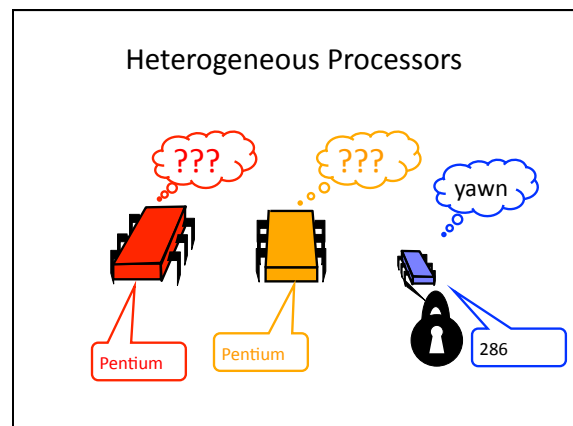 Heterogeneous Processors
???
???
yawn
Pentium
Pentium
286